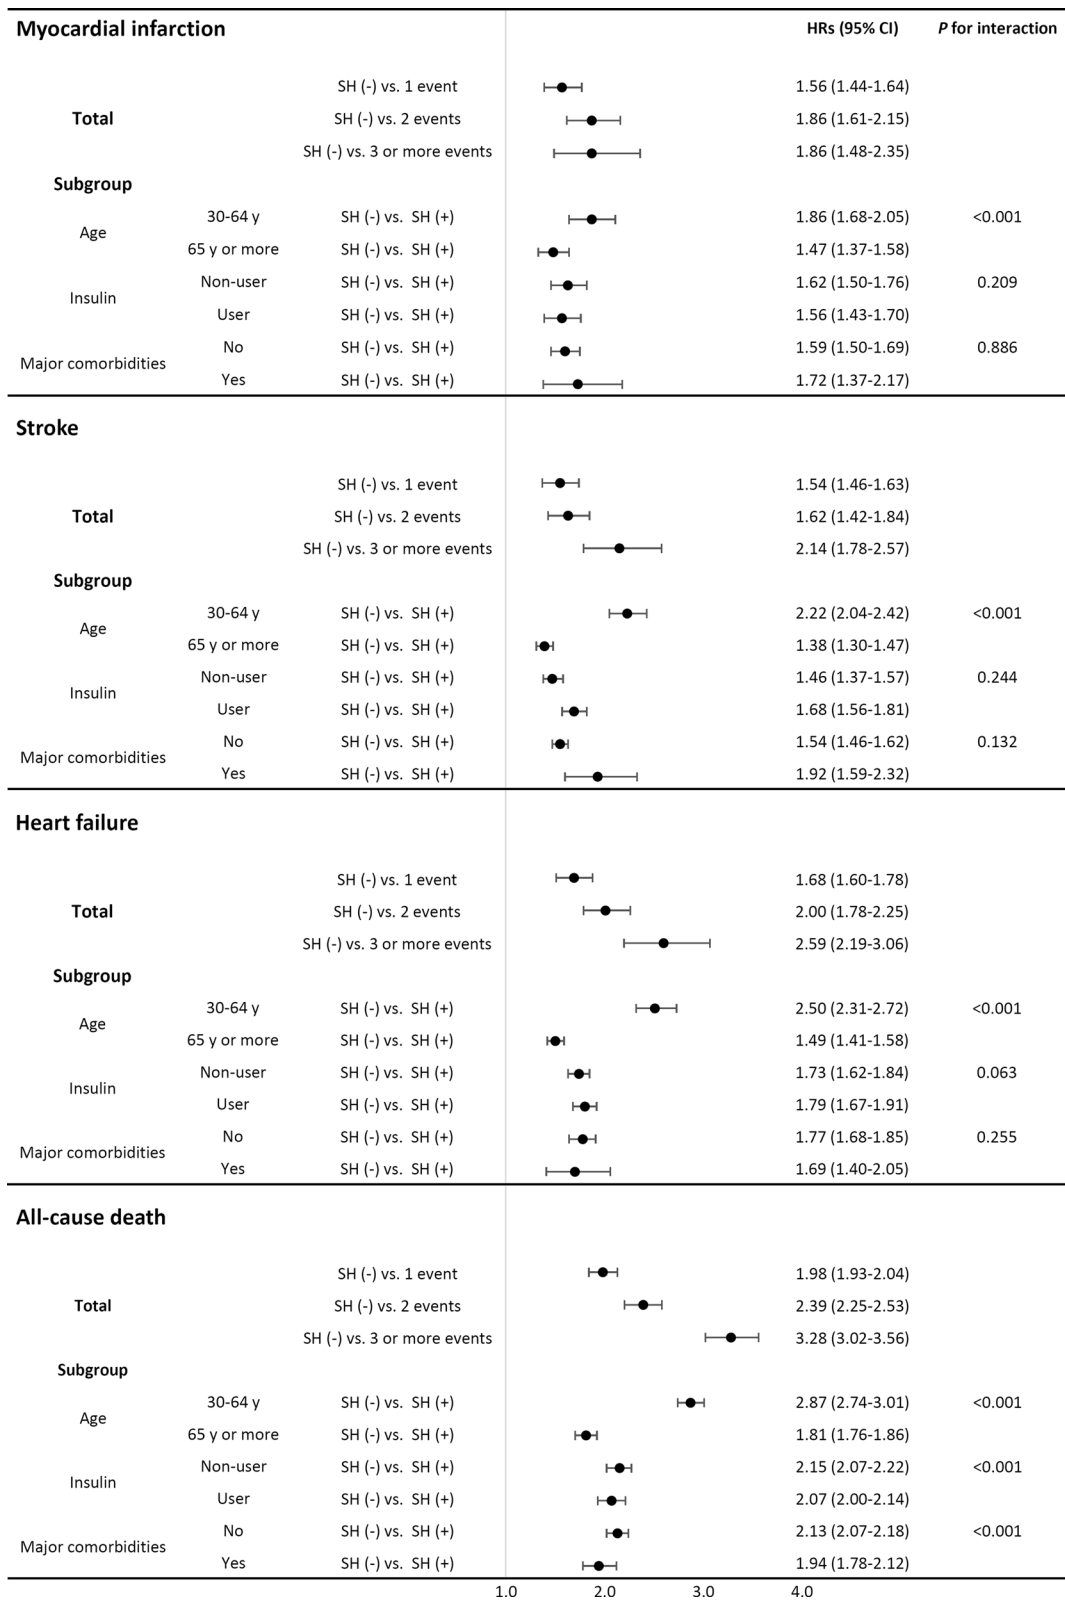 Myocardial infarction HRs (95% CI) P for interaction
SH (-) vs. 1 event 1.56 (1.44-1.64)
Total SH (-) vs. 2 events 1.86 (1.61-2.15)
SH (-) vs. 3 or more events 1.86 (1.48-2.35)
Subgroup
Age 30-64 y SH (-) vs. SH (+) 1.86 (1.68-2.05) <0.001
65 y or more SH (-) vs. SH (+) 1.47 (1.37-1.58)
Insulin Non-user SH (-) vs. SH (+) 1.62 (1.50-1.76) 0.209
User SH (-) vs. SH (+) 1.56 (1.43-1.70)
Major comorbidities No SH (-) vs. SH (+) 1.59 (1.50-1.69) 0.886
Yes SH (-) vs. SH (+) 1.72 (1.37-2.17)
Stroke
SH (-) vs. 1 event 1.54 (1.46-1.63)
Total SH (-) vs. 2 events 1.62 (1.42-1.84)
SH (-) vs. 3 or more events 2.14 (1.78-2.57)
Subgroup
Age 30-64 y SH (-) vs. SH (+) 2.22 (2.04-2.42) <0.001
65 y or more SH (-) vs. SH (+) 1.38 (1.30-1.47)
Insulin Non-user SH (-) vs. SH (+) 1.46 (1.37-1.57) 0.244
User SH (-) vs. SH (+) 1.68 (1.56-1.81)
Major comorbidities No SH (-) vs. SH (+) 1.54 (1.46-1.62) 0.132
Yes SH (-) vs. SH (+) 1.92 (1.59-2.32)
Heart failure
SH (-) vs. 1 event 1.68 (1.60-1.78)
Total SH (-) vs. 2 events 2.00 (1.78-2.25)
SH (-) vs. 3 or more events 2.59 (2.19-3.06)
Subgroup
Age 30-64 y SH (-) vs. SH (+) 2.50 (2.31-2.72) <0.001
65 y or more SH (-) vs. SH (+) 1.49 (1.41-1.58)
Insulin Non-user SH (-) vs. SH (+) 1.73 (1.62-1.84) 0.063
User SH (-) vs. SH (+) 1.79 (1.67-1.91)
Major comorbidities No SH (-) vs. SH (+) 1.77 (1.68-1.85) 0.255
Yes SH (-) vs. SH (+) 1.69 (1.40-2.05)
All-cause death
SH (-) vs. 1 event 1.98 (1.93-2.04)
Total SH (-) vs. 2 events 2.39 (2.25-2.53)
SH (-) vs. 3 or more events 3.28 (3.02-3.56)
Subgroup
Age 30-64 y SH (-) vs. SH (+) 2.87 (2.74-3.01) <0.001
65 y or more SH (-) vs. SH (+) 1.81 (1.76-1.86)
Insulin Non-user SH (-) vs. SH (+) 2.15 (2.07-2.22) <0.001
User SH (-) vs. SH (+) 2.07 (2.00-2.14)
Major comorbidities No SH (-) vs. SH (+) 2.13 (2.07-2.18) <0.001
Yes SH (-) vs. SH (+) 1.94 (1.78-2.12)
1.0 2.0 3.0 4.0